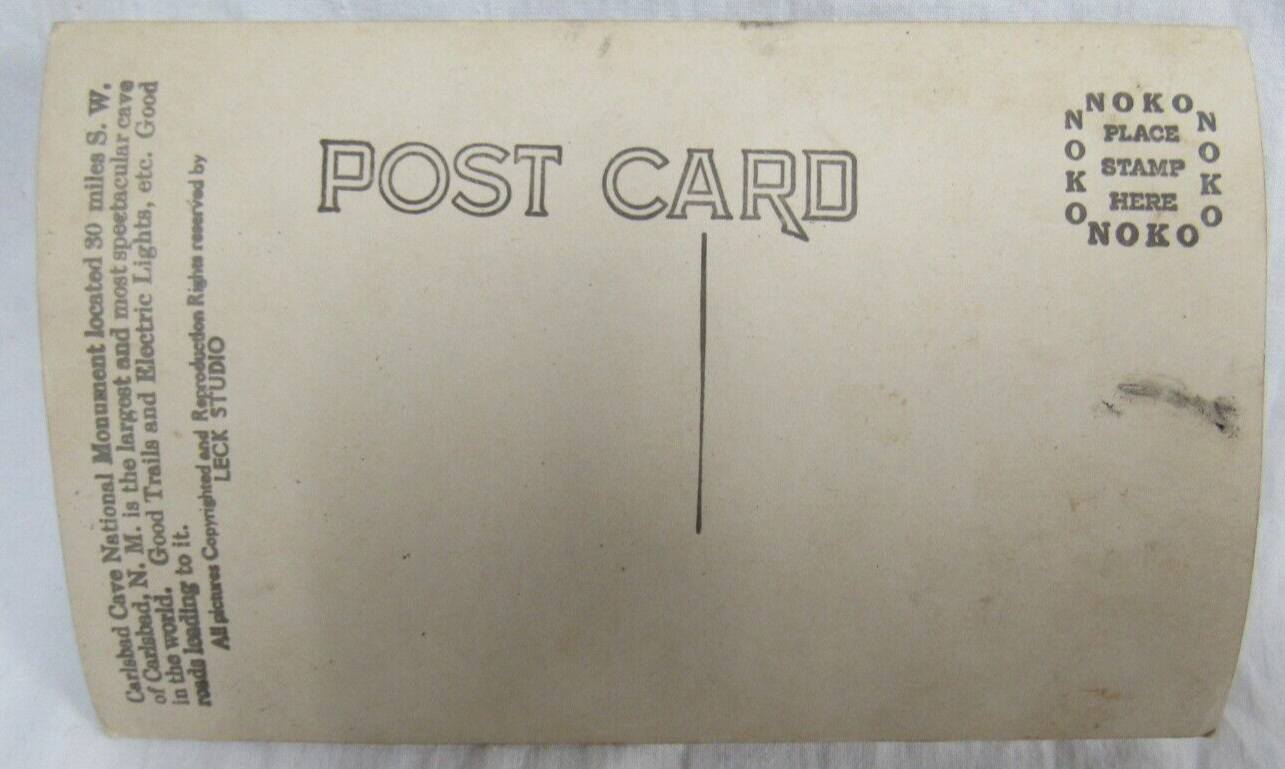 Carlsbad Cave National Monument located 30 miles S. W.
of Carlsbad, N. M. is the largest and most spectacular cave
in the world. Good Trails and Electric Lights, etc. Good
roads leading to it.
All pictures Copyrighted and Reproduction Rights reserved by
LECK STUDIO
POST CARD
NOKO
NOKO
PLACE
STAMP
HERE
NOKO
NOKO